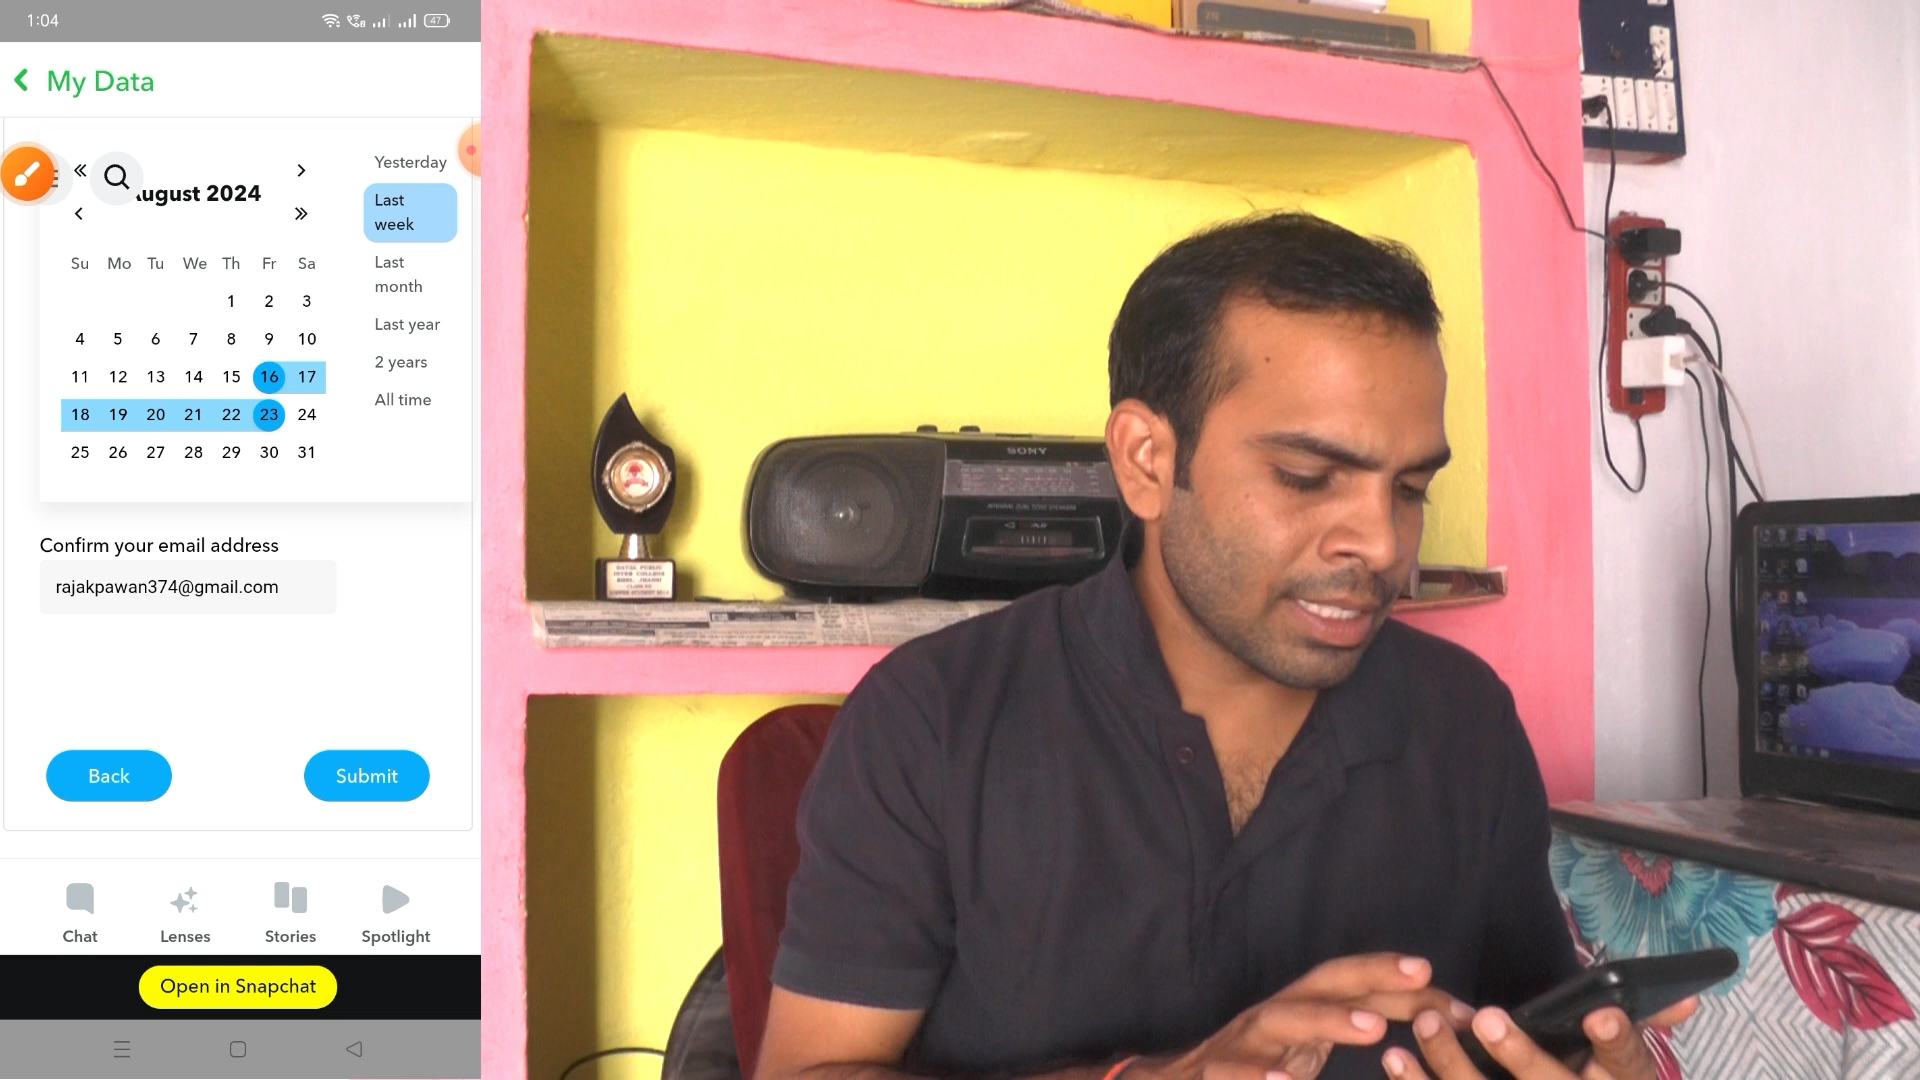 1:04
47
My Data
August 2024
Su Mo Tu We Th Fr Sa
1 2 3
4 5 6 7 8 9 10
11 12 13 14 15 16 17
18 19 20 21 22 23 24
25 26 27 28 29 30 31
Yesterday
Last
week
Last
month
Last year
2 years
All time
Confirm your email address
rajakpawan374@gmail.com
Back
Submit
Chat
Lenses
Stories
Spotlight
Open in Snapchat
ZTE
SONY